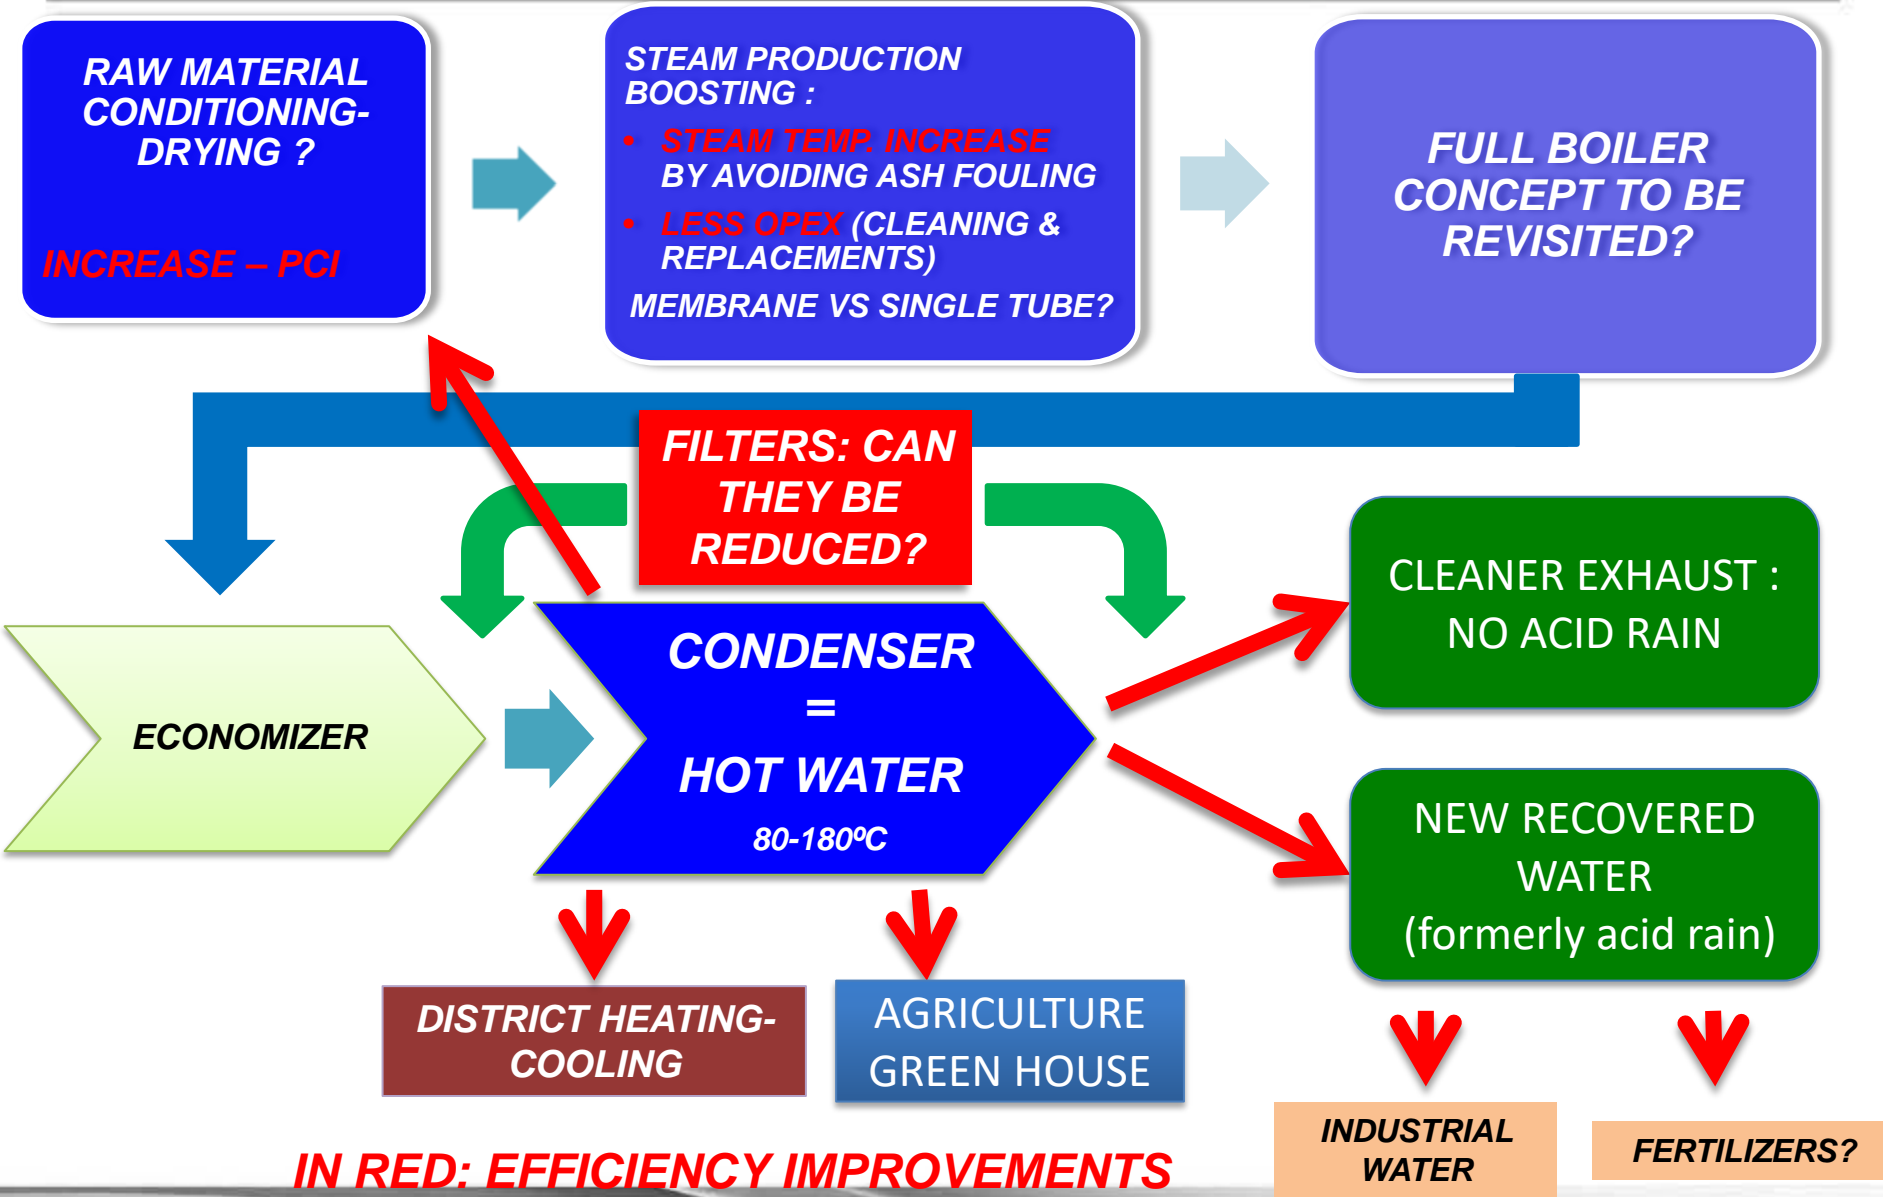 RAW MATERIAL
CONDITIONING-
DRYING ?
INCREASE – PCI
STEAM PRODUCTION
BOOSTING :
• STEAM TEMP. INCREASE
BY AVOIDING ASH FOULING
• LESS OPEX (CLEANING &
REPLACEMENTS)
MEMBRANE VS SINGLE TUBE?
FULL BOILER
CONCEPT TO BE
REVISITED?
FILTERS: CAN
THEY BE
REDUCED?
ECONOMIZER
CONDENSER
=
HOT WATER
80-180ºC
CLEANER EXHAUST :
NO ACID RAIN
NEW RECOVERED
WATER
(formerly acid rain)
DISTRICT HEATING-
COOLING
AGRICULTURE
GREEN HOUSE
INDUSTRIAL
WATER
FERTILIZERS?
IN RED: EFFICIENCY IMPROVEMENTS